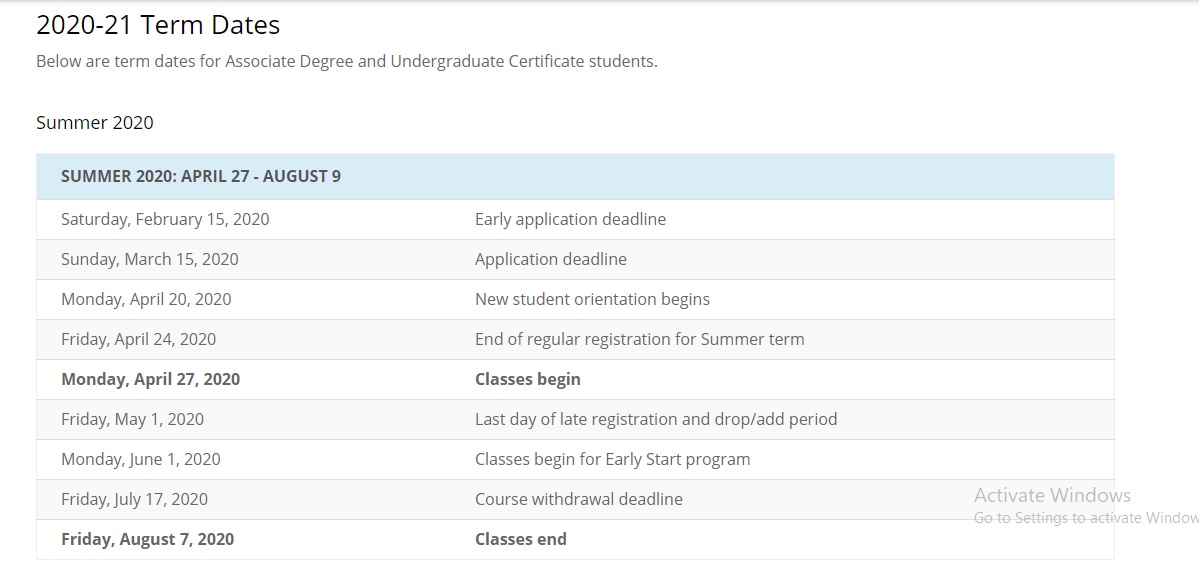 2020-21 Term Dates
Below are term dates for Associate Degree and Undergraduate Certificate students.
Summer 2020
SUMMER 2020: APRIL 27 - AUGUST 9
Saturday, February 15, 2020 Early application deadline
Sunday, March 15, 2020 Application deadline
Monday, April 20, 2020 New student orientation begins
Friday, April 24, 2020 End of regular registration for Summer term
Monday, April 27, 2020 Classes begin
Friday, May 1, 2020 Last day of late registration and drop/add period
Monday, June 1, 2020 Classes begin for Early Start program
Friday, July 17, 2020 Course withdrawal deadline
Activate Windows
Go to Settings to activate Window
Friday, August 7, 2020 Classes end